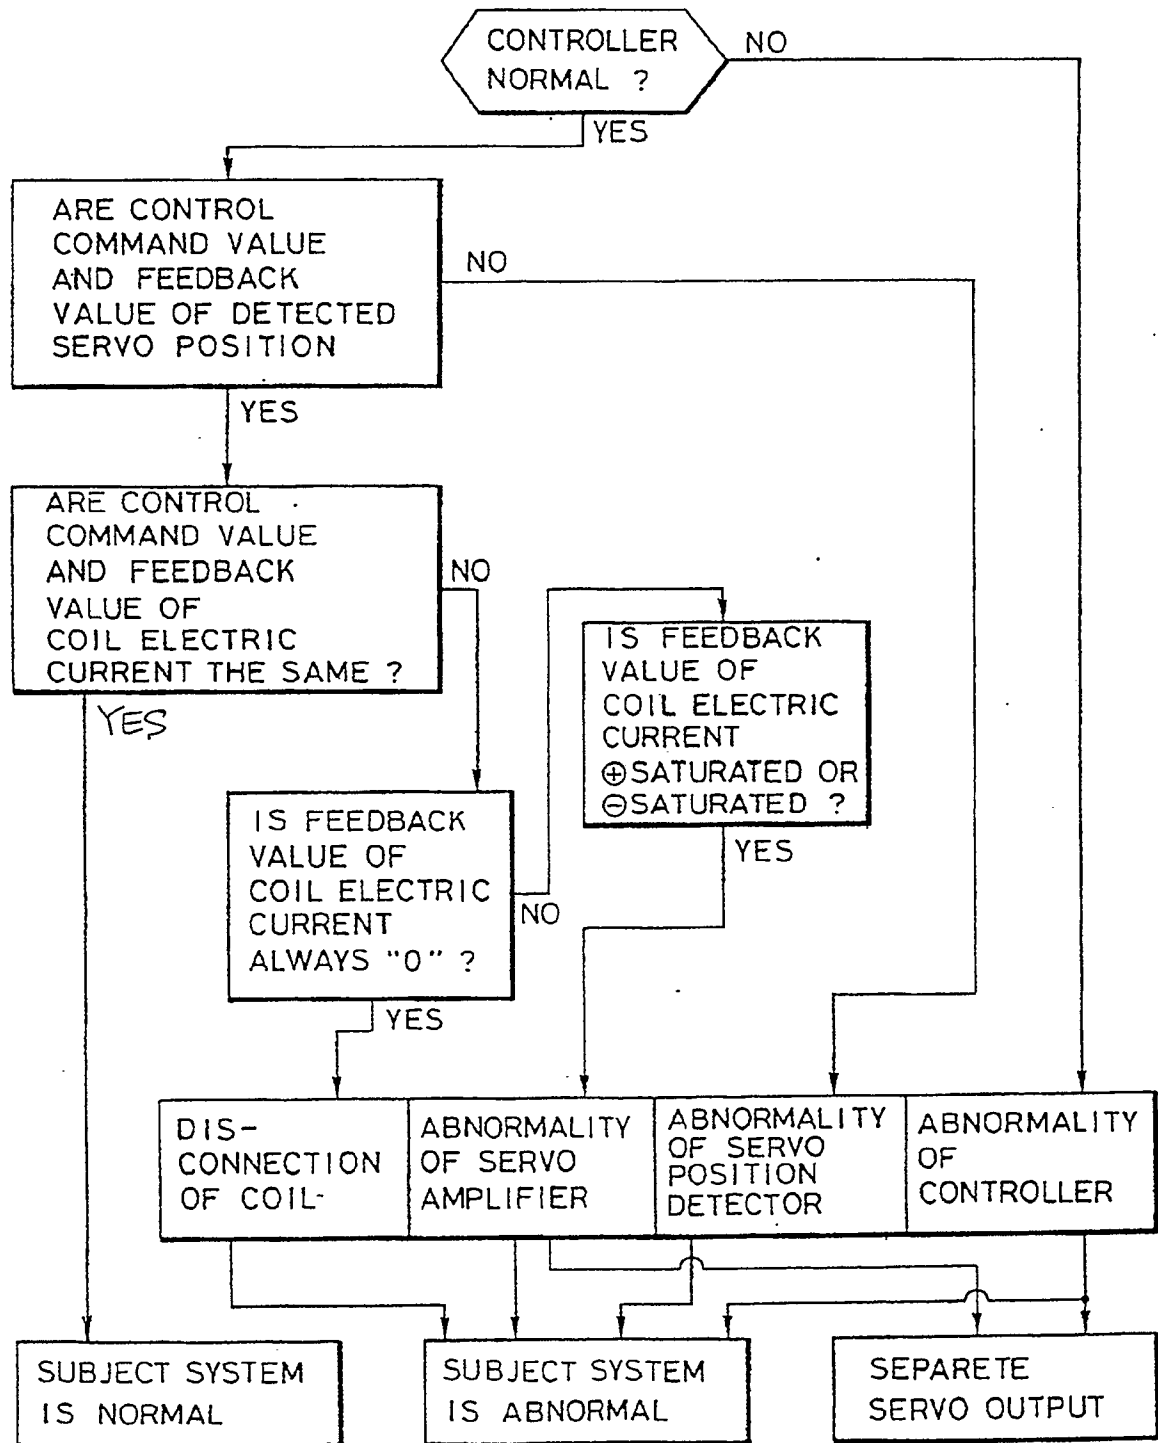 CONTROLLER
NORMAL ?
NO
YES
ARE CONTROL
COMMAND VALUE
AND FEEDBACK
VALUE OF DETECTED
SERVO POSITION
NO
YES
ARE CONTROL
COMMAND VALUE
AND FEEDBACK
VALUE OF
COIL ELECTRIC
CURRENT THE SAME ?
NO
YES
IS FEEDBACK
VALUE OF
COIL ELECTRIC
CURRENT
⊕SATURATED OR
⊖SATURATED ?
YES
IS FEEDBACK
VALUE OF
COIL ELECTRIC
CURRENT
ALWAYS "O" ?
NO
YES
DIS-
CONNECTION
OF COIL
ABNORMALITY
OF SERVO
AMPLIFIER
ABNORMALITY
OF SERVO
POSITION
DETECTOR
ABNORMALITY
OF
CONTROLLER
SUBJECT SYSTEM
IS NORMAL
SUBJECT SYSTEM
IS ABNORMAL
SEPARETE
SERVO OUTPUT